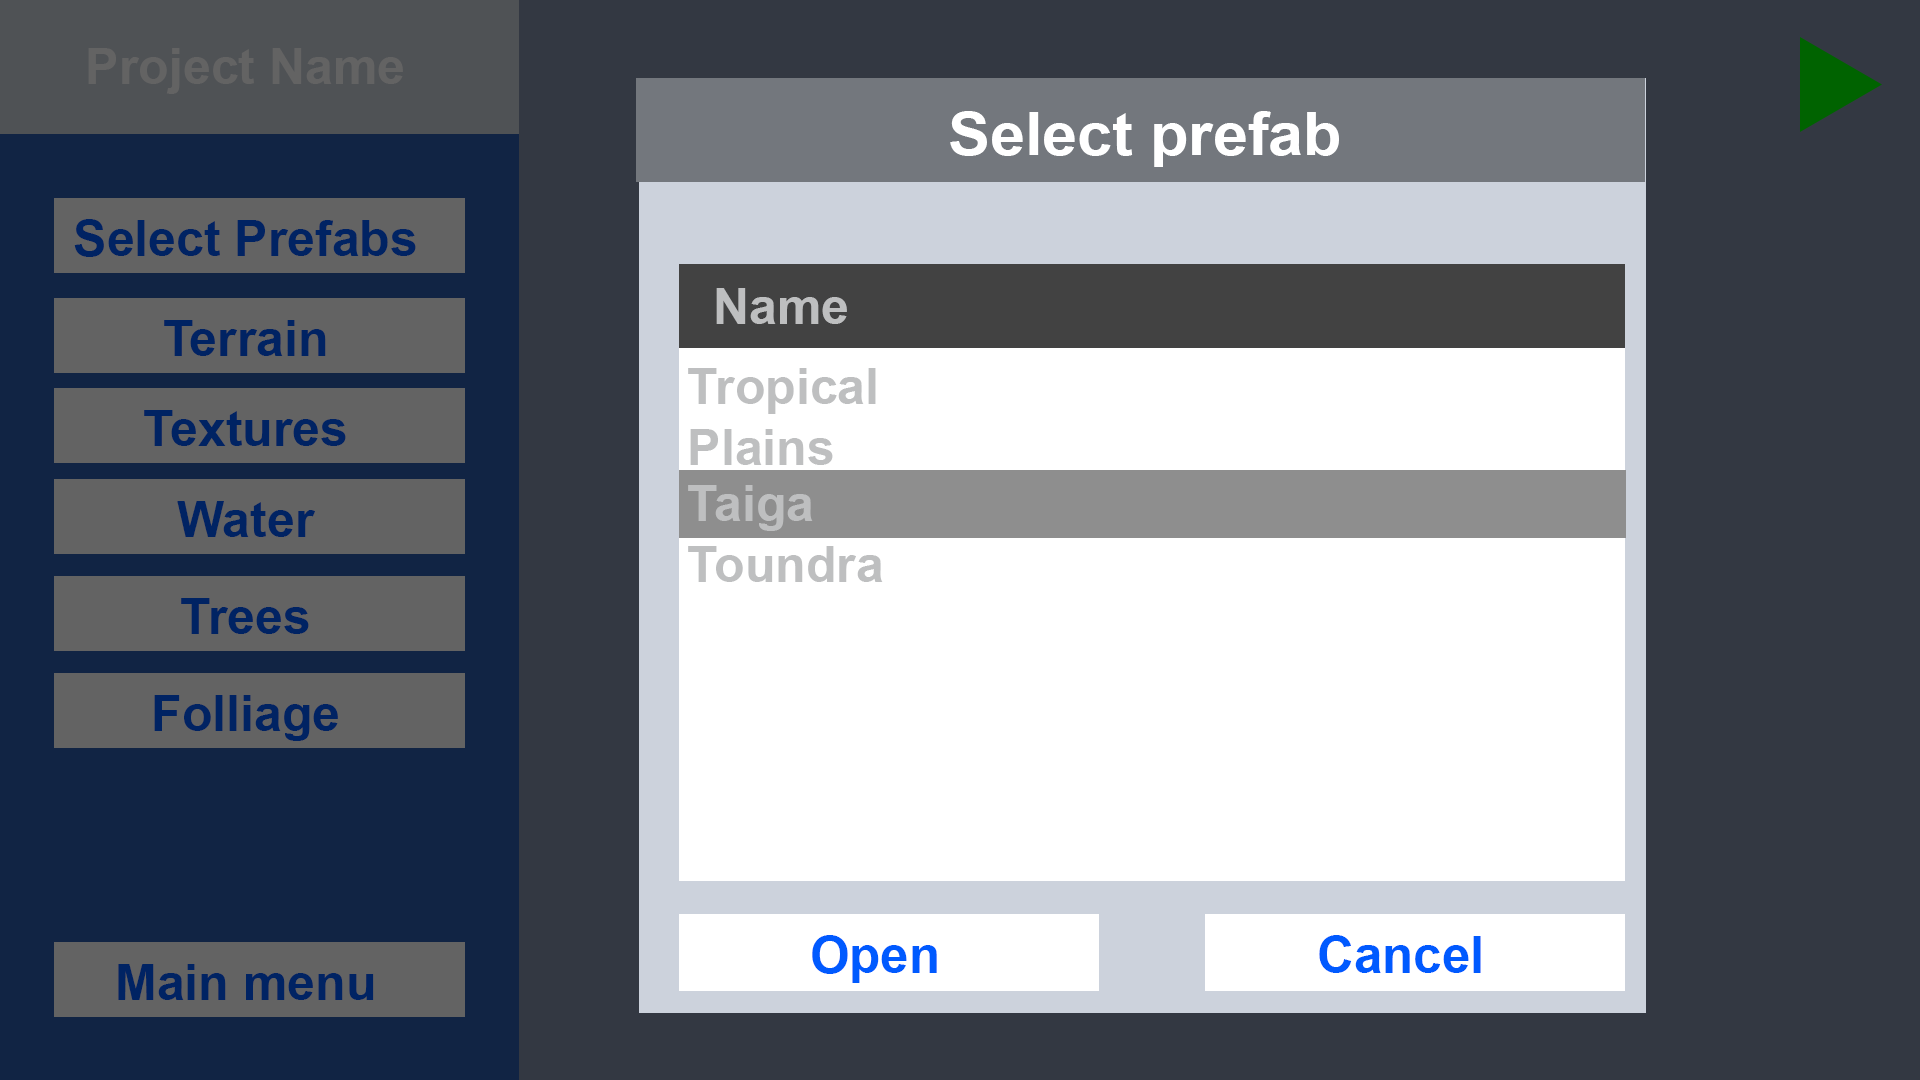 Project Name
Select Prefabs
Terrain
Textures
Water
Trees
Folliage
Main menu
Select prefab
Name
Tropical
Plains
Taiga
Toundra
Open
Cancel